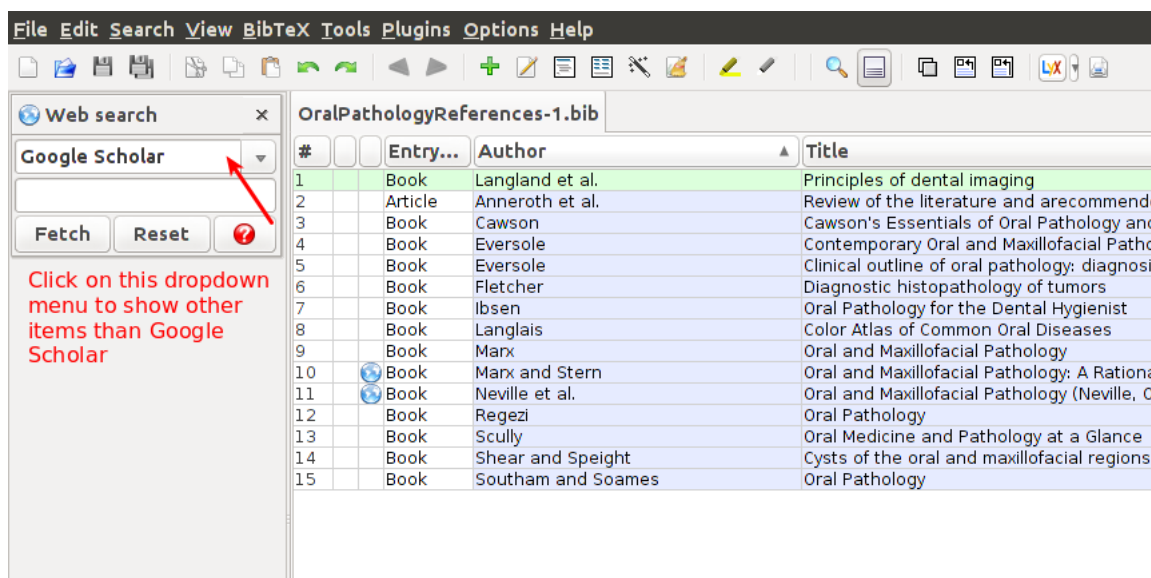 File Edit Search View BibTeX Tools Plugins Options Help
LYX
Web search ×
OralPathologyReferences-1.bib
Google Scholar
Fetch Reset ?
Click on this dropdown
menu to show other
items than Google
Scholar
# Entry... Author Title
1 Book Langland et al. Principles of dental imaging
2 Article Anneroth et al. Review of the literature and arecommend
3 Book Cawson Cawson's Essentials of Oral Pathology and
4 Book Eversole Contemporary Oral and Maxillofacial Patho
5 Book Eversole Clinical outline of oral pathology: diagnosi
6 Book Fletcher Diagnostic histopathology of tumors
7 Book Ibsen Oral Pathology for the Dental Hygienist
8 Book Langlais Color Atlas of Common Oral Diseases
9 Book Marx Oral and Maxillofacial Pathology
10 Book Marx and Stern Oral and Maxillofacial Pathology: A Rationa
11 Book Neville et al. Oral and Maxillofacial Pathology (Neville, O
12 Book Regezi Oral Pathology
13 Book Scully Oral Medicine and Pathology at a Glance
14 Book Shear and Speight Cysts of the oral and maxillofacial regions
15 Book Southam and Soames Oral Pathology